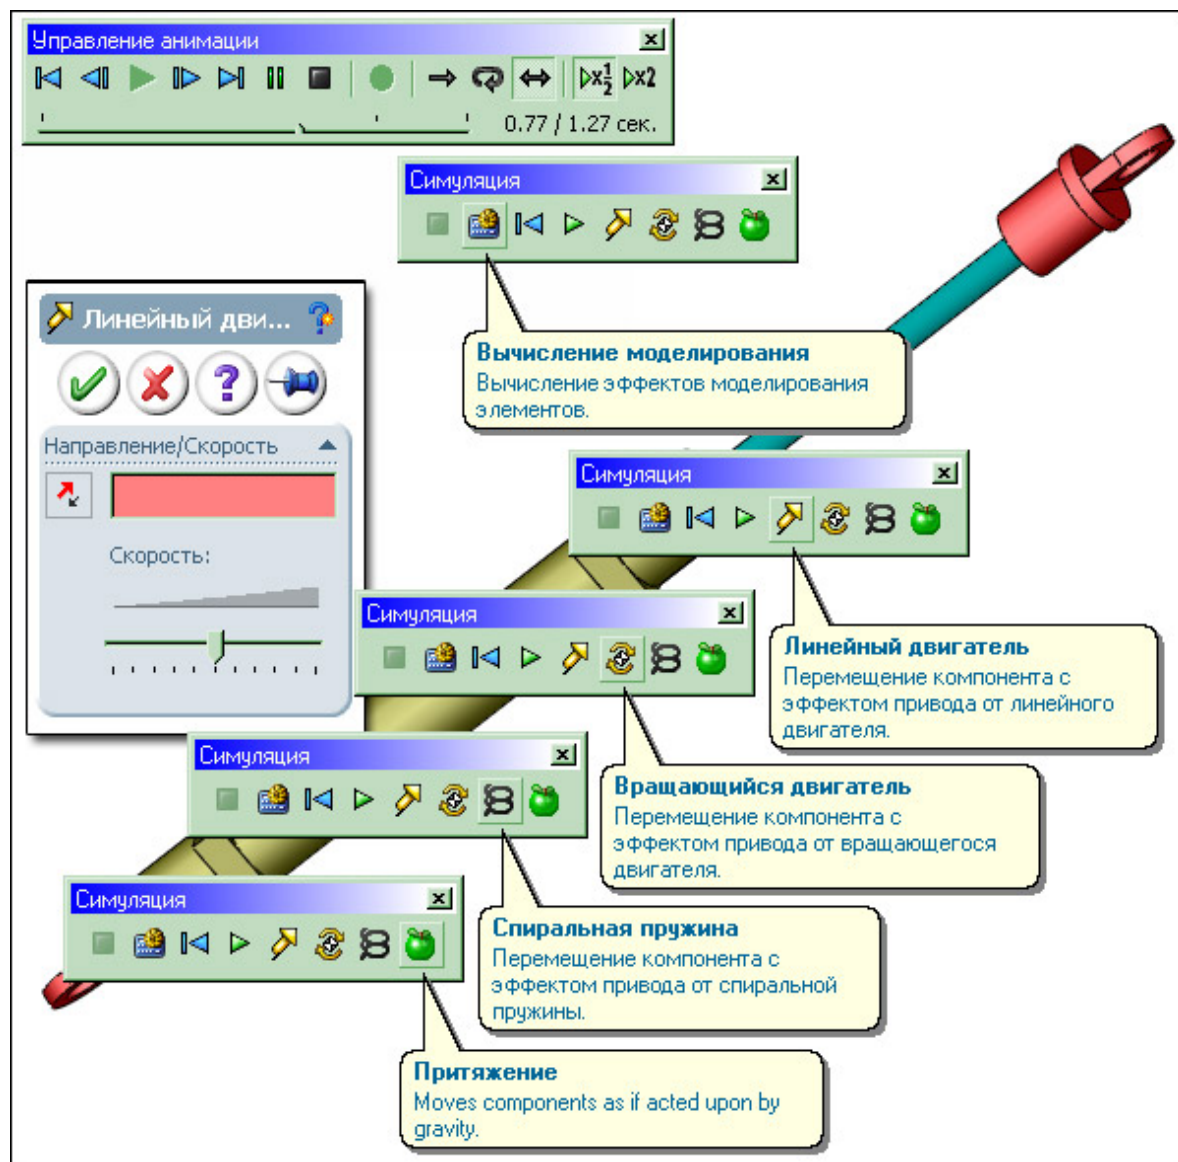 Управление анимации
x1/2
x2
0.77 / 1.27 сек.
Симуляция
Вычисление моделирования
Вычисление эффектов моделирования
элементов.
Линейный дви...
Направление/Скорость
Скорость:
Симуляция
Линейный двигатель
Перемещение компонента с
эффектом привода от линейного
двигателя.
Симуляция
Вращающийся двигатель
Перемещение компонента с
эффектом привода от вращающегося
двигателя.
Симуляция
Спиральная пружина
Перемещение компонента с
эффектом привода от спиральной
пружины.
Симуляция
Притяжение
Moves components as if acted upon by
gravity.